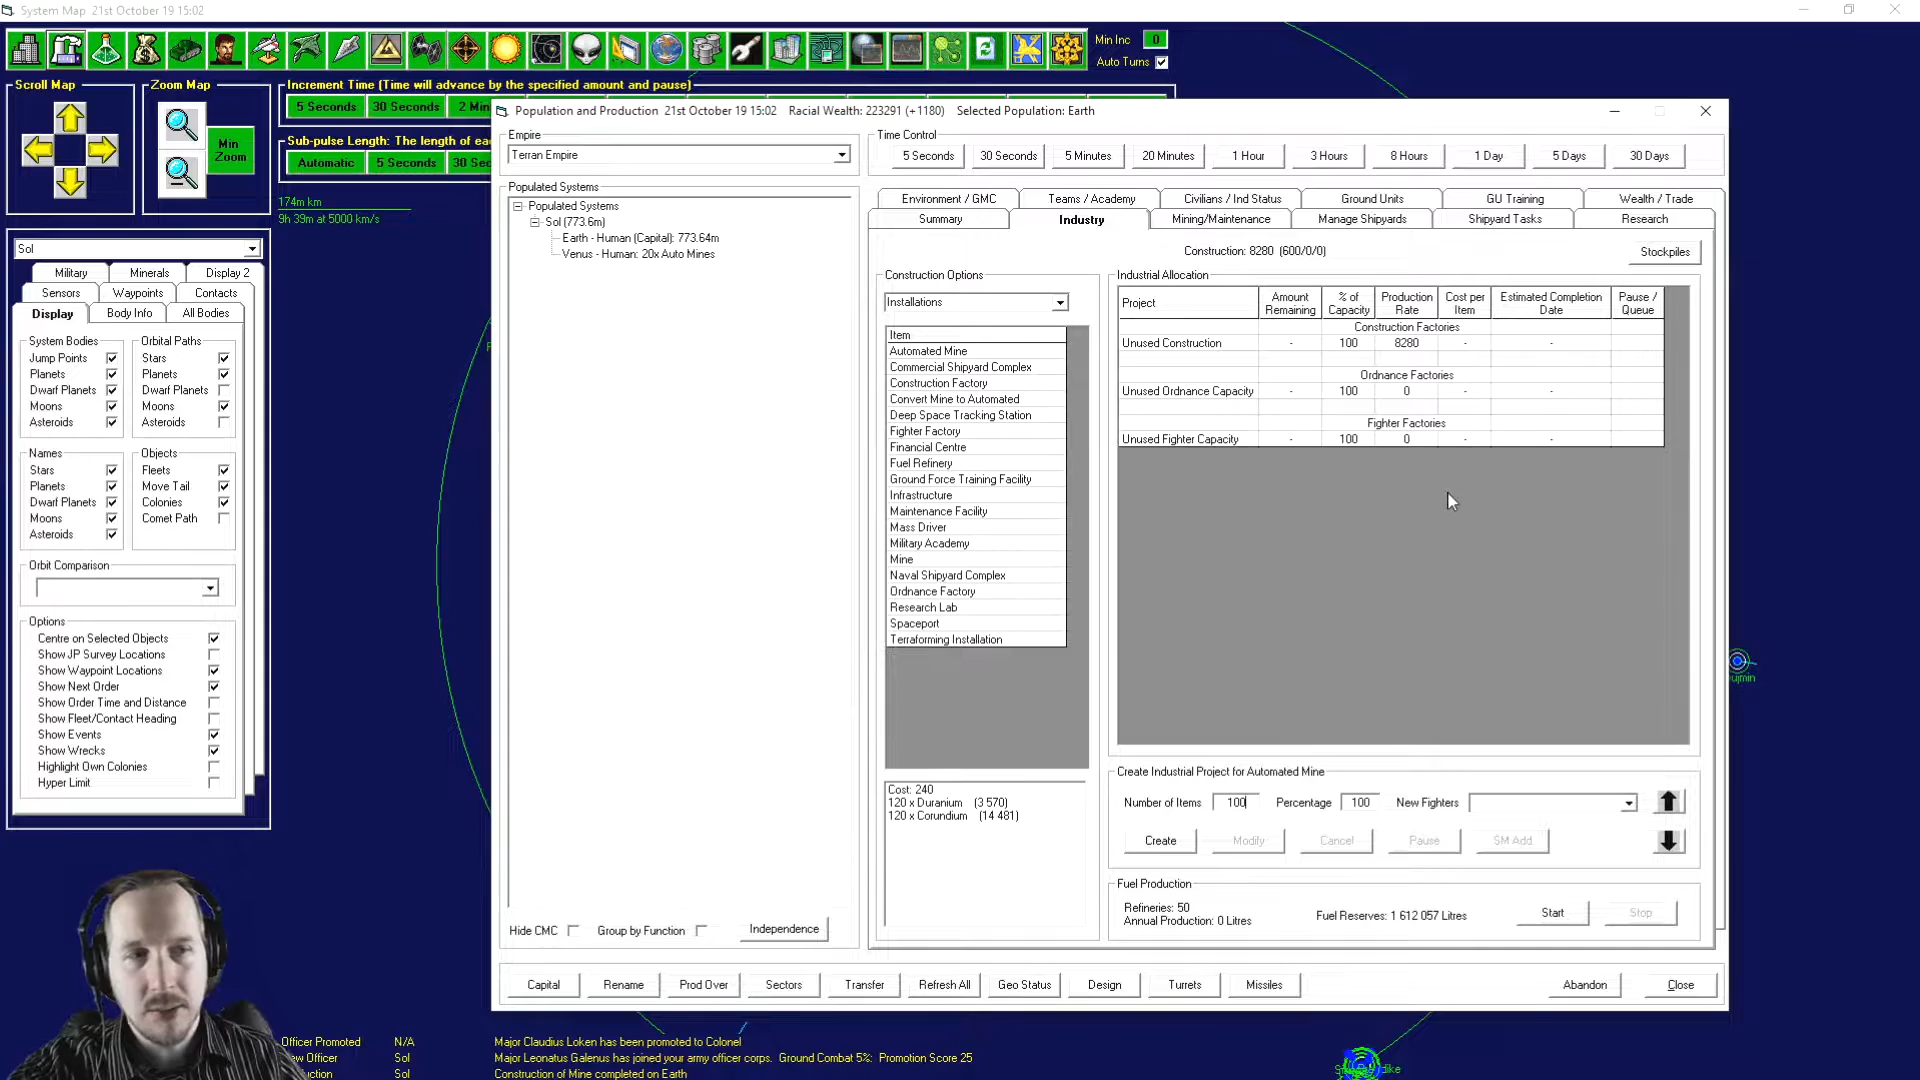 System Map 21st October 19 15:02
Min Inc 0
Auto Turns
Scroll Map
Zoom Map
Min Zoom
Increment Time (Time will advance by the specified amount and pause)
5 Seconds 30 Seconds 2 Min
Sub-pulse Length: The length of ea
Automatic 5 Seconds 30 Sec
174m km
9h 39m at 5000 km/s
Sol
Military Minerals Display 2
Sensors Waypoints Contacts
Display Body Info All Bodies
System Bodies
Jump Points
Planets
Dwarf Planets
Moons
Asteroids
Orbital Paths
Stars
Planets
Dwarf Planets
Moons
Asteroids
Names
Stars
Planets
Dwarf Planets
Moons
Asteroids
Objects
Fleets
Move Tail
Colonies
Comet Path
Orbit Comparison
Options
Centre on Selected Objects
Show JP Survey Locations
Show Waypoint Locations
Show Next Order
Show Order Time and Distance
Show Fleet/Contact Heading
Show Events
Show Wrecks
Highlight Own Colonies
Hyper Limit
Population and Production 21st October 19 15:02 Racial Wealth: 223291 (+1180) Selected Population: Earth
Empire
Terran Empire
Populated Systems
Populated Systems
Sol (773.6m)
Earth - Human (Capital): 773.64m
Venus - Human: 20x Auto Mines
Hide CMC Group by Function Independence
Time Control
5 Seconds 30 Seconds 5 Minutes 20 Minutes 1 Hour 3 Hours 8 Hours 1 Day 5 Days 30 Days
Environment / GMC Teams / Academy Civilians / Ind Status Ground Units GU Training Wealth / Trade
Summary Industry Mining/Maintenance Manage Shipyards Shipyard Tasks Research
Construction: 8280 (600/0/0)
Stockpiles
Construction Options
Installations
Item
Automated Mine
Commercial Shipyard Complex
Construction Factory
Convert Mine to Automated
Deep Space Tracking Station
Fighter Factory
Financial Centre
Fuel Refinery
Ground Force Training Facility
Infrastructure
Maintenance Facility
Mass Driver
Military Academy
Mine
Naval Shipyard Complex
Ordnance Factory
Research Lab
Spaceport
Terraforming Installation
Cost: 240
120 x Duranium (3 570)
120 x Corundium (14 481)
Industrial Allocation
Project Amount Remaining % of Capacity Production Rate Cost per Item Estimated Completion Date Pause / Queue
Construction Factories
Unused Construction - 100 8280 - -
Ordnance Factories
Unused Ordnance Capacity - 100 0 - -
Fighter Factories
Unused Fighter Capacity - 100 0 - -
Create Industrial Project for Automated Mine
Number of Items 100 Percentage 100 New Fighters
Create Modify Cancel Pause SM Add
Fuel Production
Refineries: 50
Annual Production: 0 Litres
Fuel Reserves: 1 612 057 Litres
Start Stop
Capital Rename Prod Over Sectors Transfer Refresh All Geo Status Design Turrets Missiles Abandon Close
Officer Promoted N/A Major Claudius Loken has been promoted to Colonel
ew Officer Sol Major Leonatus Galenus has joined your army officer corps. Ground Combat 5%: Promotion Score 25
uction Sol Construction of Mine completed on Earth